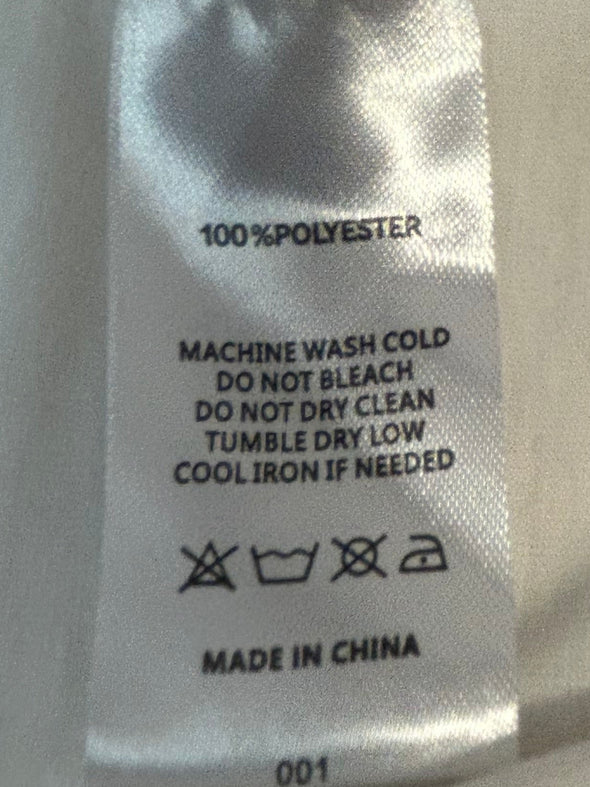 100%POLYESTER
MACHINE WASH COLD
DO NOT BLEACH
DO NOT DRY CLEAN
TUMBLE DRY LOW
COOL IRON IF NEEDED
MADE IN CHINA
001